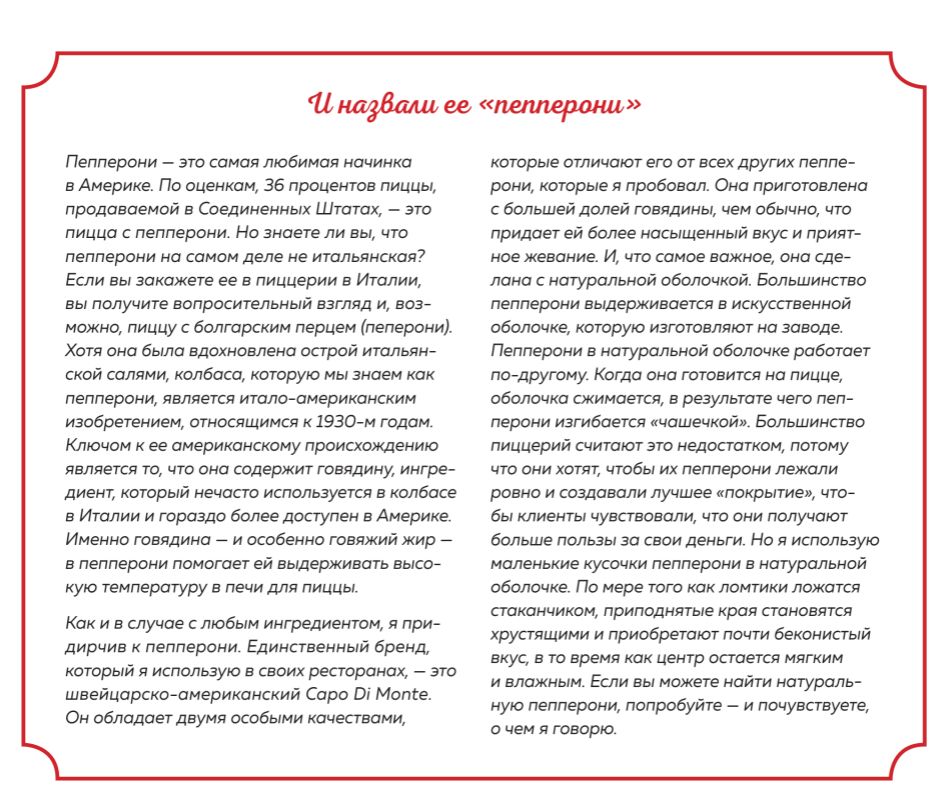 И назвали ее «пепперони»
Пепперони — это самая любимая начинка
в Америке. По оценкам, 36 процентов пиццы,
продаваемой в Соединенных Штатах, — это
пицца с пепперони. Но знаете ли вы, что
пепперони на самом деле не итальянская?
Если вы закажете ее в пиццерии в Италии,
вы получите вопросительный взгляд и, воз-
можно, пиццу с болгарским перцем (пеперони).
Хотя она была вдохновлена острой итальян-
ской салями, колбаса, которую мы знаем как
пепперони, является итало-американским
изобретением, относящимся к 1930-м годам.
Ключом к ее американскому происхождению
является то, что она содержит говядину, ингре-
диент, который нечасто используется в колбасе
в Италии и гораздо более доступен в Америке.
Именно говядина — и особенно говяжий жир —
в пепперони помогает ей выдерживать высо-
кую температуру в печи для пиццы.
Как и в случае с любым ингредиентом, я при-
дирчив к пепперони. Единственный бренд,
который я использую в своих ресторанах, — это
швейцарско-американский Capo Di Monte.
Он обладает двумя особыми качествами,
которые отличают его от всех других пеппе-
рони, которые я пробовал. Она приготовлена
с большей долей говядины, чем обычно, что
придает ей более насыщенный вкус и прият-
ное жевание. И, что самое важное, она сде-
лана с натуральной оболочкой. Большинство
пепперони выдерживается в искусственной
оболочке, которую изготовляют на заводе.
Пепперони в натуральной оболочке работает
по-другому. Когда она готовится на пицце,
оболочка сжимается, в результате чего пеп-
перони изгибается «чашечкой». Большинство
пиццерий считают это недостатком, потому
что они хотят, чтобы их пепперони лежали
ровно и создавали лучшее «покрытие», что-
бы клиенты чувствовали, что они получают
больше пользы за свои деньги. Но я использую
маленькие кусочки пепперони в натуральной
оболочке. По мере того как ломтики ложатся
стаканчиком, приподнятые края становятся
хрустящими и приобретают почти беконистый
вкус, в то время как центр остается мягким
и влажным. Если вы можете найти натураль-
ную пепперони, попробуйте — и почувствуете,
о чем я говорю.